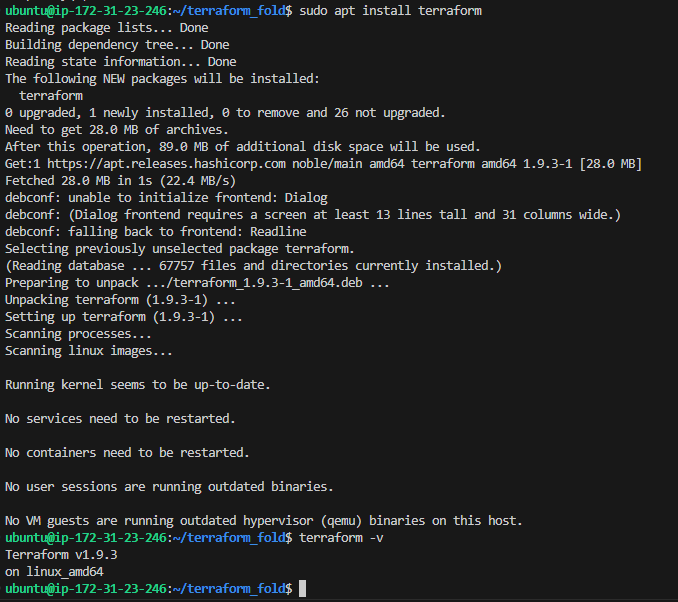 ubuntu@ip-172-31-23-246:~/terraform_fold$ sudo apt install terraform
Reading package lists... Done
Building dependency tree... Done
Reading state information... Done
The following NEW packages will be installed:
  terraform
0 upgraded, 1 newly installed, 0 to remove and 26 not upgraded.
Need to get 28.0 MB of archives.
After this operation, 89.0 MB of additional disk space will be used.
Get:1 https://apt.releases.hashicorp.com noble/main amd64 terraform amd64 1.9.3-1 [28.0 MB]
Fetched 28.0 MB in 1s (22.4 MB/s)
debconf: unable to initialize frontend: Dialog
debconf: (Dialog frontend requires a screen at least 13 lines tall and 31 columns wide.)
debconf: falling back to frontend: Readline
Selecting previously unselected package terraform.
(Reading database ... 67757 files and directories currently installed.)
Preparing to unpack .../terraform_1.9.3-1_amd64.deb ...
Unpacking terraform (1.9.3-1) ...
Setting up terraform (1.9.3-1) ...
Scanning processes...
Scanning linux images...

Running kernel seems to be up-to-date.

No services need to be restarted.

No containers need to be restarted.

No user sessions are running outdated binaries.

No VM guests are running outdated hypervisor (qemu) binaries on this host.
ubuntu@ip-172-31-23-246:~/terraform_fold$ terraform -v
Terraform v1.9.3
on linux_amd64
ubuntu@ip-172-31-23-246:~/terraform_fold$